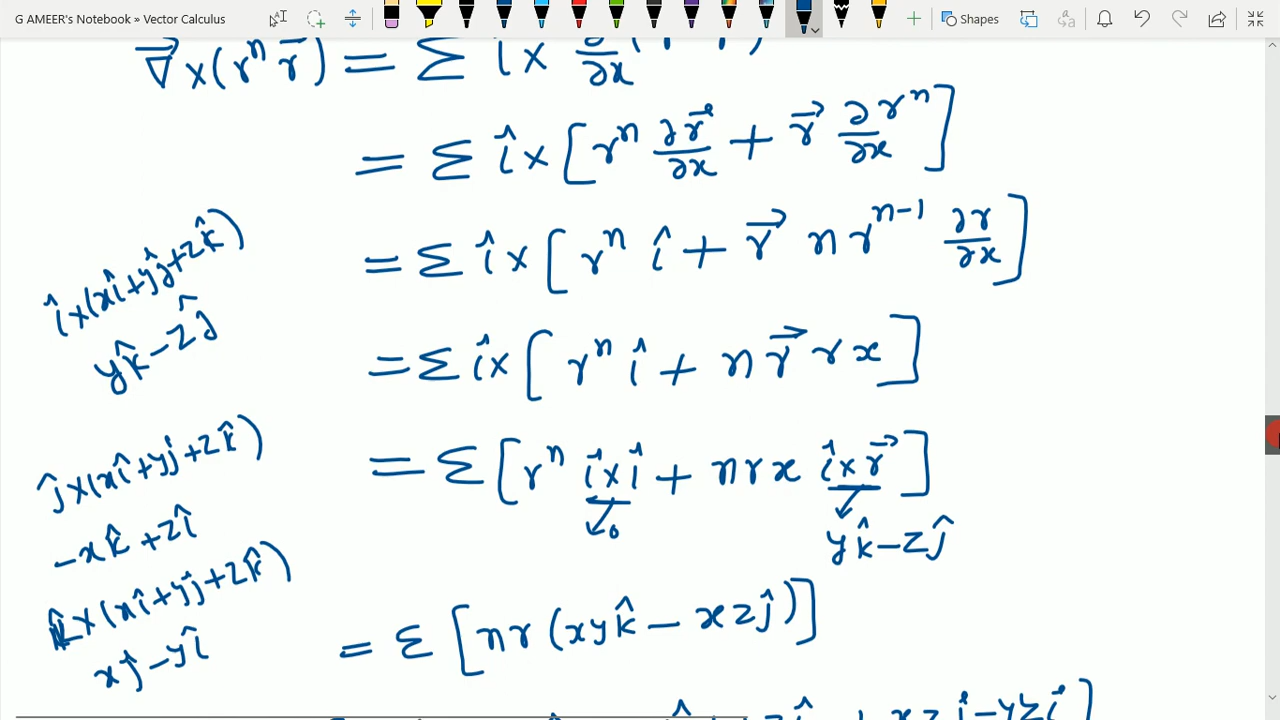 G AMEER's Notebook » Vector Calculus
Shapes
∇⃗×(rⁿ r⃗) = Σ î× ∂/∂x
= Σ î×[rⁿ ∂r⃗/∂x + r⃗ ∂rⁿ/∂x]
= Σ î×[rⁿ î + r⃗ n rⁿ⁻¹ ∂r/∂x]
= Σ î×[rⁿ î + n r⃗ r x]
= Σ[rⁿ î×î + n r x î×r⃗]
0
yk̂ − zĵ
= Σ [nr (xyk̂ − xzĵ)]
î×(xî+yĵ+zk̂)
yk̂−zĵ
ĵ×(xî+yĵ+zk̂)
−xk̂+zî
k̂×(xî+yĵ+zk̂)
xĵ−yî